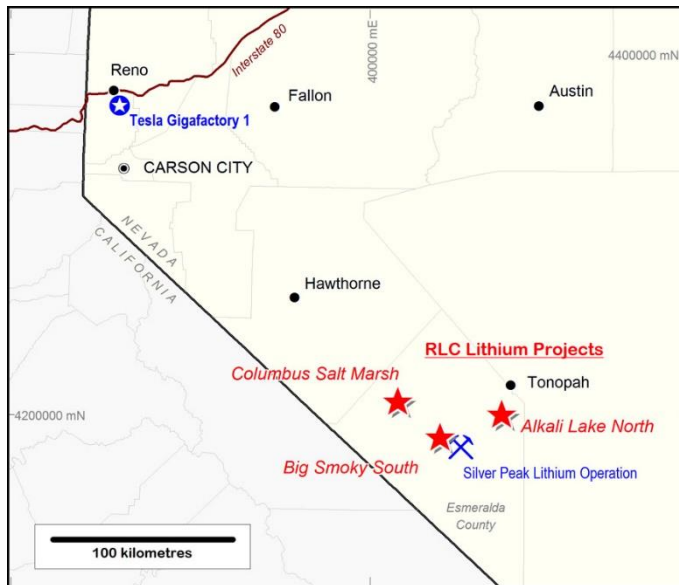 400000 mE
4400000 mN
Interstate 80
Reno
Tesla Gigafactory 1
Fallon
Austin
CARSON CITY
NEVADA
CALIFORNIA
Hawthorne
RLC Lithium Projects
Columbus Salt Marsh
Tonopah
4200000 mN
Alkali Lake North
Big Smoky South
Silver Peak Lithium Operation
Esmeralda
County
100 kilometres